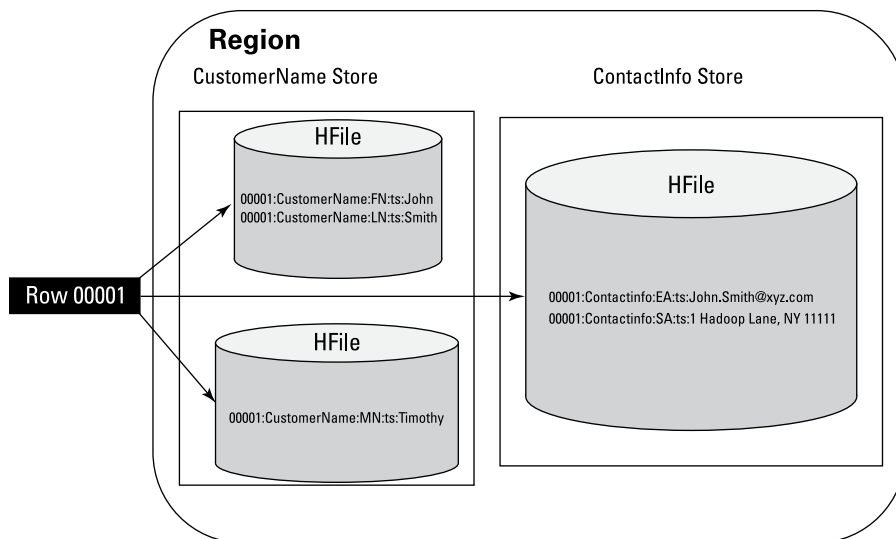 Region
CustomerName Store
ContactInfo Store
HFile
00001:CustomerName:FN:ts:John
00001:CustomerName:LN:ts:Smith
HFile
00001:Contactinfo:EA:ts:John.Smith@xyz.com
00001:Contactinfo:SA:ts:1 Hadoop Lane, NY 11111
Row 00001
HFile
00001:CustomerName:MN:ts:Timothy